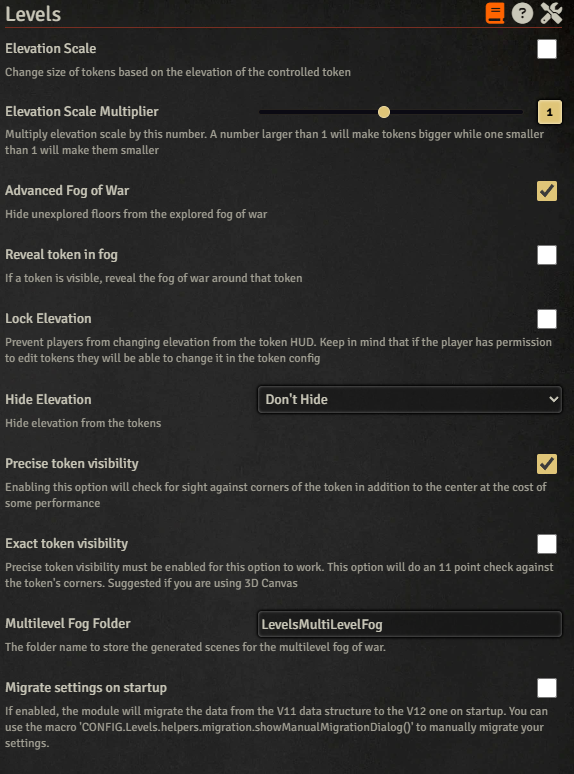 Levels
?
Elevation Scale
Change size of tokens based on the elevation of the controlled token
Elevation Scale Multiplier
1
Multiply elevation scale by this number. A number larger than 1 will make tokens bigger while one smaller
than 1 will make them smaller
Advanced Fog of War
Hide unexplored floors from the explored fog of war
Reveal token in fog
If a token is visible, reveal the fog of war around that token
Lock Elevation
Prevent players from changing elevation from the token HUD. Keep in mind that if the player has permission
to edit tokens they will be able to change it in the token config
Hide Elevation
Don't Hide
Hide elevation from the tokens
Precise token visibility
Enabling this option will check for sight against corners of the token in addition to the center at the cost of
some performance
Exact token visibility
Precise token visibility must be enabled for this option to work. This option will do an 11 point check against
the token's corners. Suggested if you are using 3D Canvas
Multilevel Fog Folder
LevelsMultiLevelFog
The folder name to store the generated scenes for the multilevel fog of war.
Migrate settings on startup
If enabled, the module will migrate the data from the V11 data structure to the V12 one on startup. You can
use the macro 'CONFIG.Levels.helpers.migration.showManualMigrationDialog()' to manually migrate your
settings.